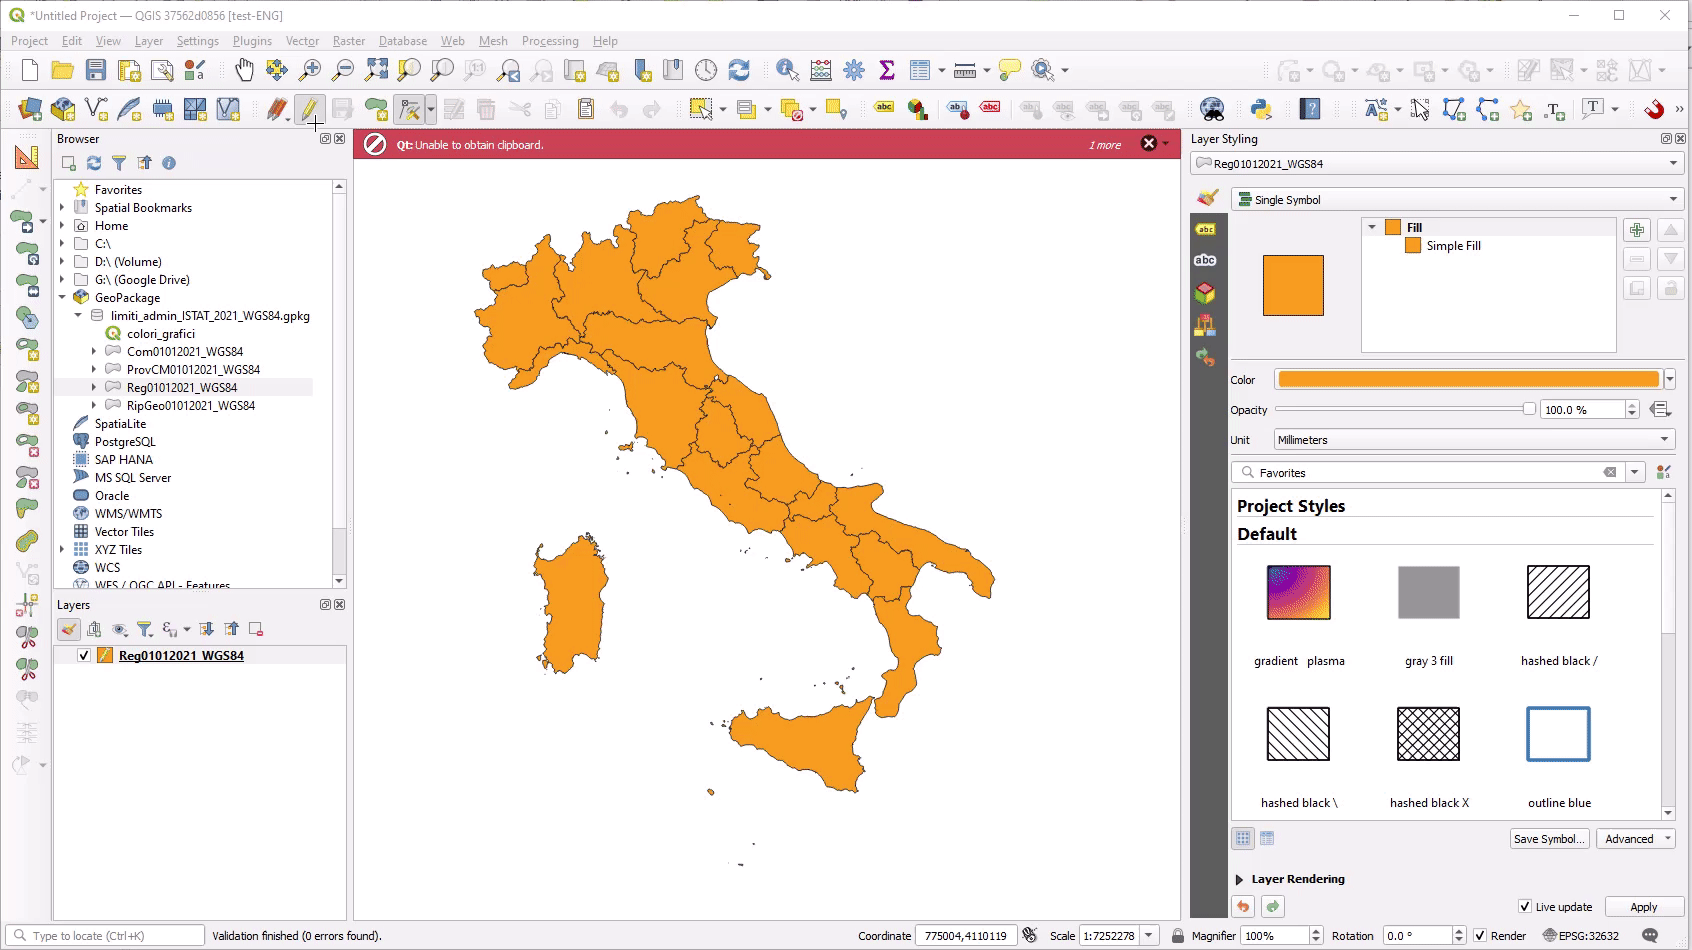 *Untitled Project — QGIS 37562d0856 [test-ENG]
Project Edit View Layer Settings Plugins Vector Raster Database Web Mesh Processing Help
Browser
Favorites
Spatial Bookmarks
Home
C:\
D:\ (Volume)
G:\ (Google Drive)
GeoPackage
limiti_admin_ISTAT_2021_WGS84.gpkg
colori_grafici
Com01012021_WGS84
ProvCM01012021_WGS84
Reg01012021_WGS84
RipGeo01012021_WGS84
SpatiaLite
PostgreSQL
SAP HANA
MS SQL Server
Oracle
WMS/WMTS
Vector Tiles
XYZ Tiles
WCS
WFS / OGC API - Features
Layers
Reg01012021_WGS84
Qt: Unable to obtain clipboard.
1 more
Layer Styling
Reg01012021_WGS84
Single Symbol
Fill
Simple Fill
Color
Opacity
100.0 %
Unit
Millimeters
Favorites
Project Styles
Default
gradient plasma
gray 3 fill
hashed black /
hashed black \
hashed black X
outline blue
Save Symbol...
Advanced
Layer Rendering
Live update
Apply
Type to locate (Ctrl+K)
Validation finished (0 errors found).
Coordinate
775004,4110119
Scale
1:7252278
Magnifier
100%
Rotation
0.0 °
Render
EPSG:32632